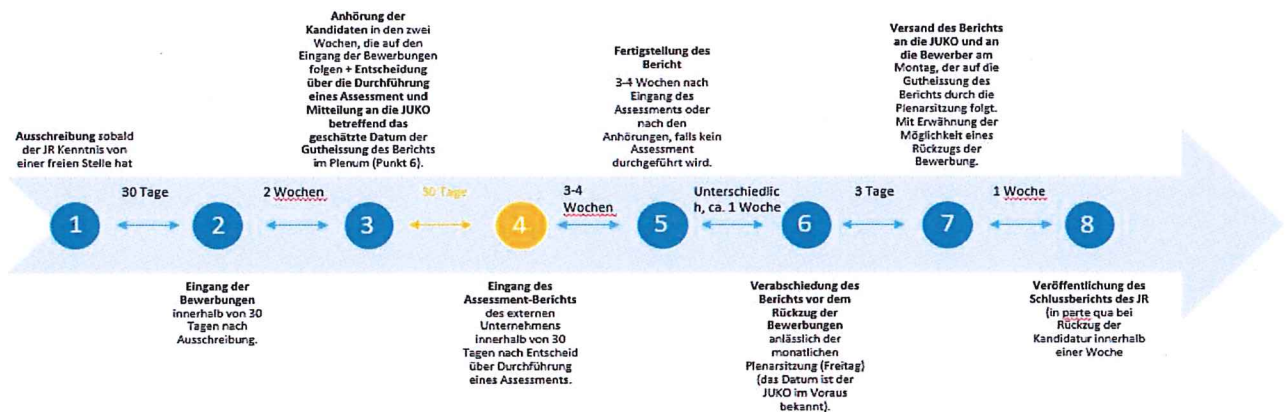 Ausschreibung sobald
der JR Kenntnis von
einer freien Stelle hat
Anhörung der
Kandidaten in den zwei
Wochen, die auf den
Eingang der Bewerbungen
folgen + Entscheidung
über die Durchführung
eines Assessment und
Mitteilung an die JUKO
betreffend das
geschätzte Datum der
Gutheissung des Berichts
im Plenum (Punkt 6).
Fertigstellung des
Bericht
3-4 Wochen nach
Eingang des
Assessments oder
nach den
Anhörungen, falls kein
Assessment
durchgeführt wird.
Versand des Berichts
an die JUKO und an
die Bewerber am
Montag, der auf die
Gutheissung des
Berichts durch die
Plenarsitzung folgt.
Mit Erwähnung der
Möglichkeit eines
Rückzugs der
Bewerbung.
1
30 Tage
2
2 Wochen
3
30 Tage
4
3-4
Wochen
5
Unterschiedlic
h, ca. 1 Woche
6
3 Tage
7
1 Woche
8
Eingang der
Bewerbungen
innerhalb von 30
Tagen nach
Ausschreibung.
Eingang des
Assessment-Berichts
des externen
Unternehmens
innerhalb von 30
Tagen nach Entscheid
über Durchführung
eines Assessments.
Verabschiedung des
Berichts vor dem
Rückzug der
Bewerbungen
anlässlich der
monatlichen
Plenarsitzung (Freitag)
(das Datum ist der
JUKO im Voraus
bekannt).
Veröffentlichung des
Schlussberichts des JR
(in parte qua bei
Rückzug der
Kandidatur innerhalb
einer Woche